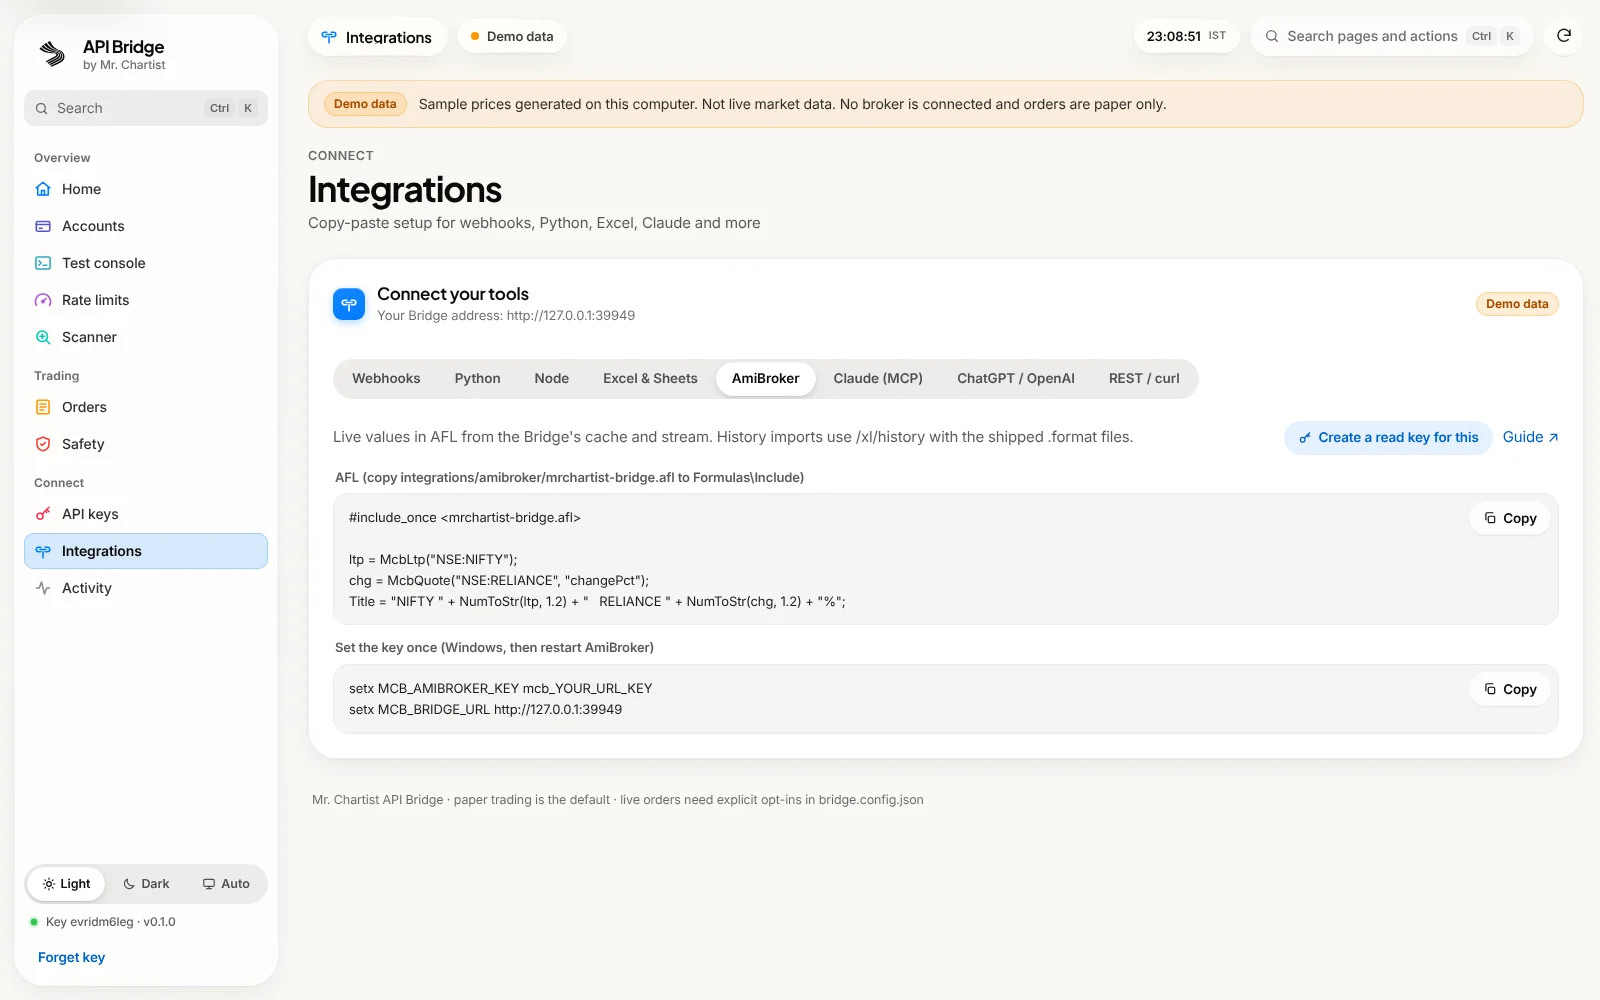 API Bridge
by Mr. Chartist
Search Ctrl K
Overview
Home
Accounts
Test console
Rate limits
Scanner
Trading
Orders
Safety
Connect
API keys
Integrations
Activity
Light Dark Auto
Key evridm6leg · v0.1.0
Forget key
Integrations Demo data 23:08:51 IST Search pages and actions Ctrl K
Demo data Sample prices generated on this computer. Not live market data. No broker is connected and orders are paper only.
CONNECT
Integrations
Copy-paste setup for webhooks, Python, Excel, Claude and more
Connect your tools
Your Bridge address: http://127.0.0.1:39949
Demo data
Webhooks Python Node Excel & Sheets AmiBroker Claude (MCP) ChatGPT / OpenAI REST / curl
Live values in AFL from the Bridge's cache and stream. History imports use /xl/history with the shipped .format files. Create a read key for this Guide ↗
AFL (copy integrations/amibroker/mrchartist-bridge.afl to Formulas\Include)
#include_once <mrchartist-bridge.afl> Copy
ltp = McbLtp("NSE:NIFTY");
chg = McbQuote("NSE:RELIANCE", "changePct");
Title = "NIFTY " + NumToStr(ltp, 1.2) + "   RELIANCE " + NumToStr(chg, 1.2) + "%";
Set the key once (Windows, then restart AmiBroker)
setx MCB_AMIBROKER_KEY mcb_YOUR_URL_KEY Copy
setx MCB_BRIDGE_URL http://127.0.0.1:39949
Mr. Chartist API Bridge · paper trading is the default · live orders need explicit opt-ins in bridge.config.json